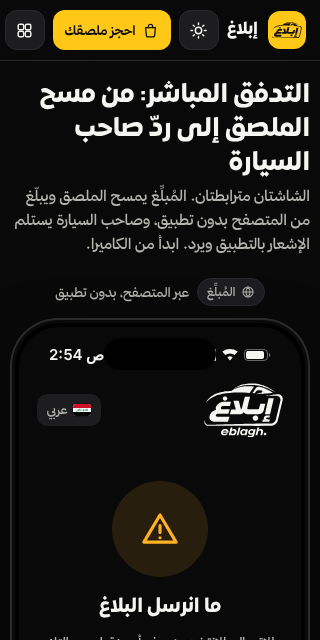 إبلاغ
إبلاغ
احجز ملصقك
التدفق المباشر: من مسح
الملصق إلى ردّ صاحب
السيارة
الشاشتان مترابطتان. المُبلِّغ يمسح الملصق ويبلّغ
من المتصفح بدون تطبيق، وصاحب السيارة يستلم
الإشعار بالتطبيق ويرد. ابدأ من الكاميرا.
المُبلِّغ
عبر المتصفح، بدون تطبيق
2:54 ص
إبلاغ
eblagh.
عربي
ما انرسل البلاغ